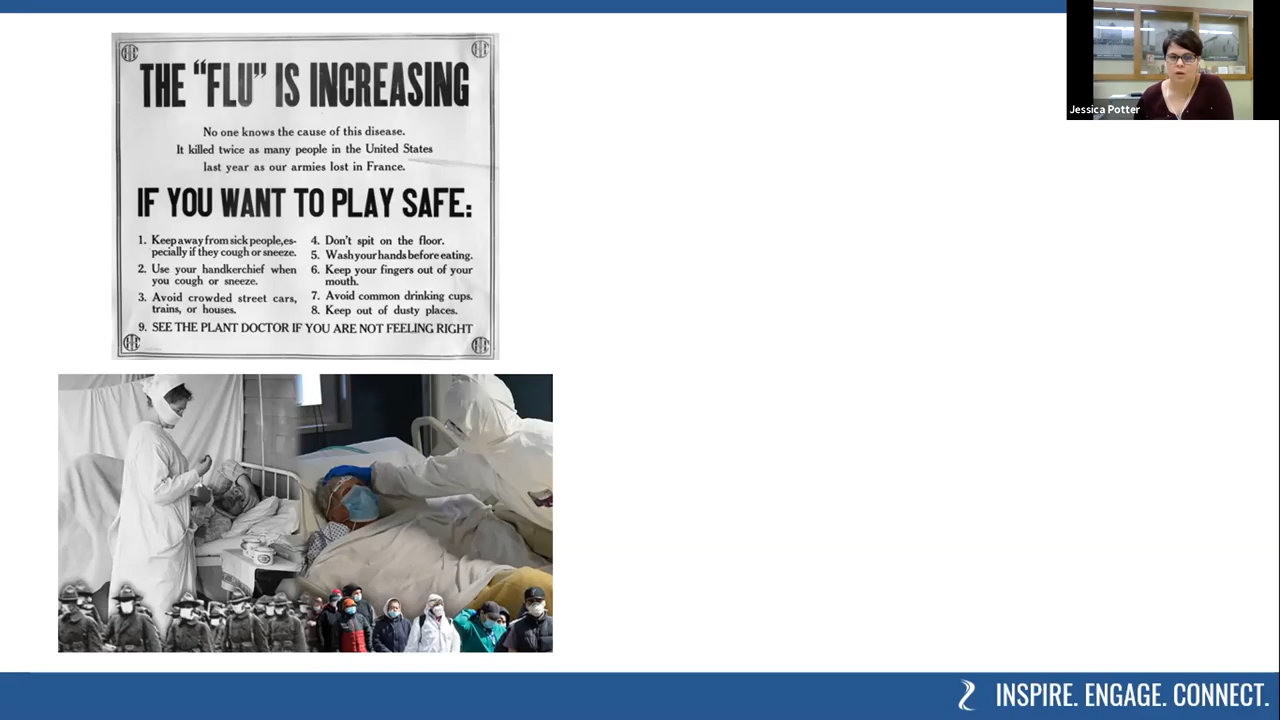 THE "FLU" IS INCREASING
No one knows the cause of this disease.
It killed twice as many people in the United States
last year as our armies lost in France.
IF YOU WANT TO PLAY SAFE:
1. Keep away from sick people, es-
pecially if they cough or sneeze.
2. Use your handkerchief when
you cough or sneeze.
3. Avoid crowded street cars,
trains, or houses.
4. Don't spit on the floor.
5. Wash your hands before eating.
6. Keep your fingers out of your
mouth.
7. Avoid common drinking cups.
8. Keep out of dusty places.
9. SEE THE PLANT DOCTOR IF YOU ARE NOT FEELING RIGHT
Jessica Potter
INSPIRE. ENGAGE. CONNECT.